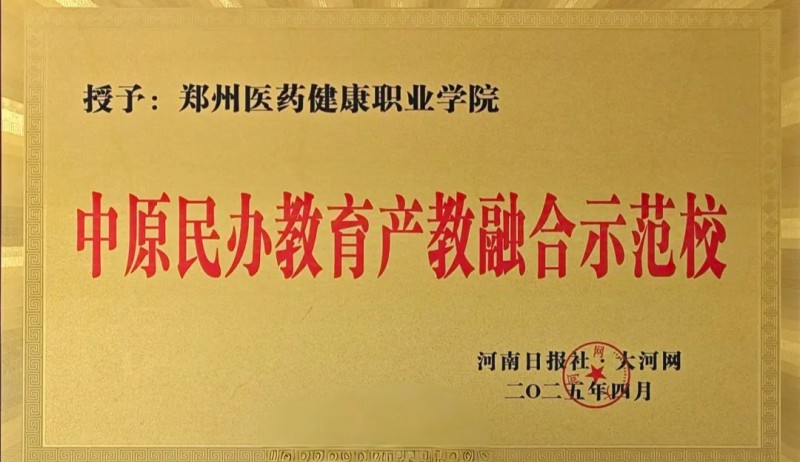 授予：郑州医药健康职业学院
中原民办教育产教融合示范校
河南日报社·大河网
二〇二五年四月